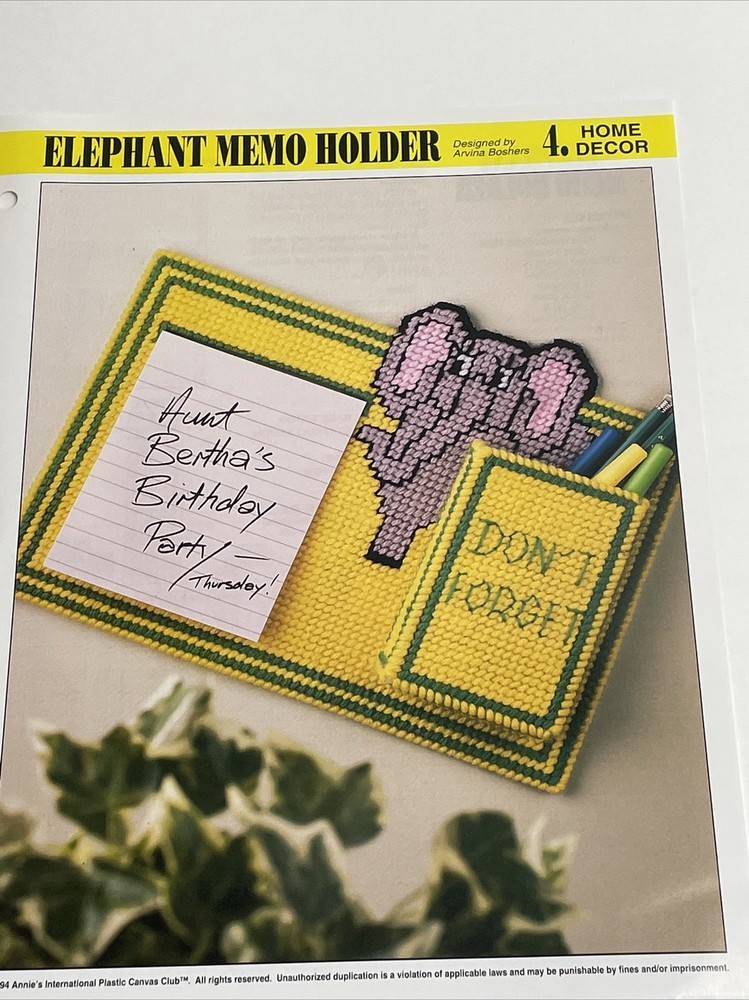 ELEPHANT MEMO HOLDER
Designed by
Arvina Boshers
4. HOME
DECOR
Aunt
Bertha's
Birthday
Party –
Thursday!
DON'T
FORGET
94 Annie's International Plastic Canvas Club™. All rights reserved. Unauthorized duplication is a violation of applicable laws and may be punishable by fines and/or imprisonment.